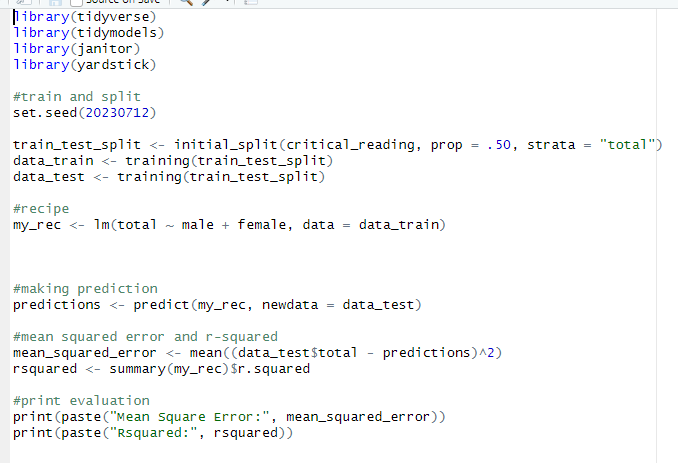 Source on Save
library(tidyverse)
library(tidymodels)
library(janitor)
library(yardstick)
#train and split
set.seed(20230712)
train_test_split <- initial_split(critical_reading, prop = .50, strata = "total")
data_train <- training(train_test_split)
data_test <- training(train_test_split)
#recipe
my_rec <- lm(total ~ male + female, data = data_train)
#making prediction
predictions <- predict(my_rec, newdata = data_test)
#mean squared error and r-squared
mean_squared_error <- mean((data_test$total - predictions)^2)
rsquared <- summary(my_rec)$r.squared
#print evaluation
print(paste("Mean Square Error:", mean_squared_error))
print(paste("Rsquared:", rsquared))